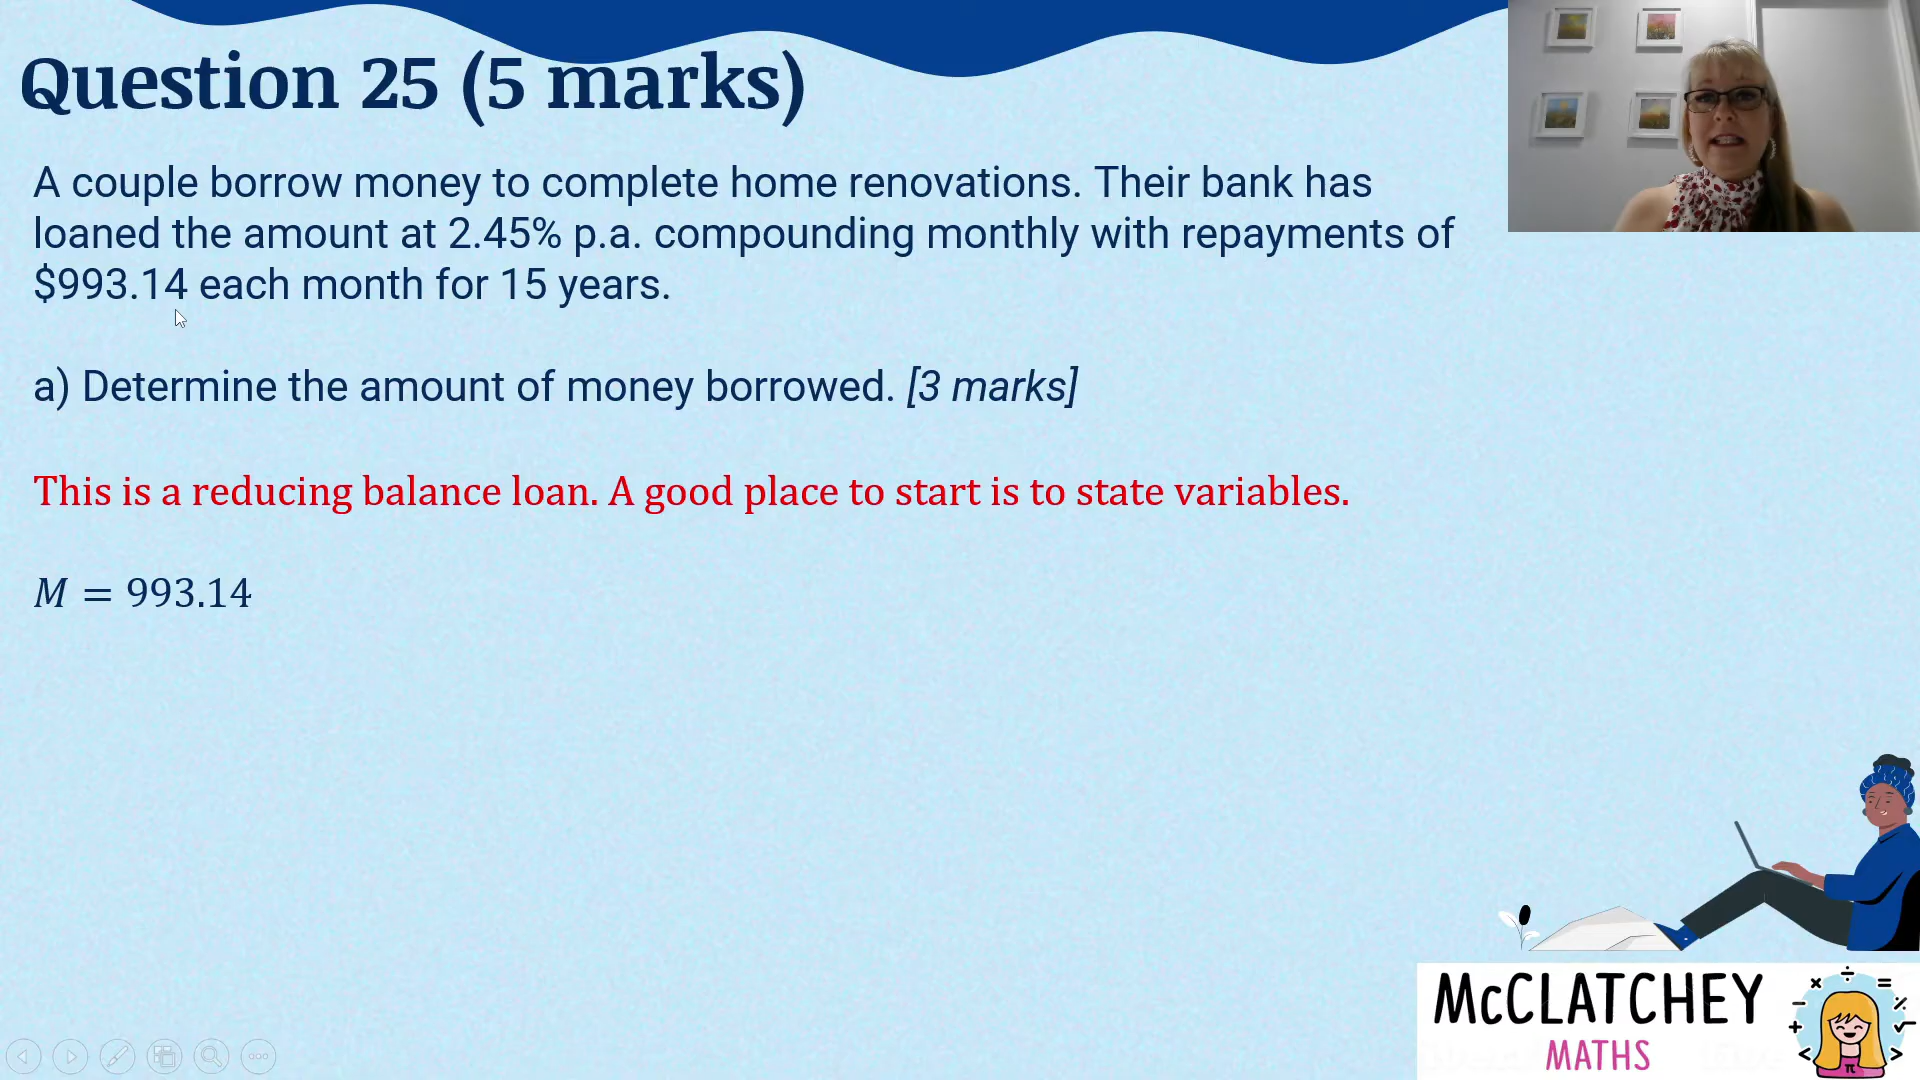 Question 25 (5 marks)
A couple borrow money to complete home renovations. Their bank has
loaned the amount at 2.45% p.a. compounding monthly with repayments of
$993.14 each month for 15 years.
a) Determine the amount of money borrowed. [3 marks]
This is a reducing balance loan. A good place to start is to state variables.
M = 993.14
McCLATCHEY
MATHS